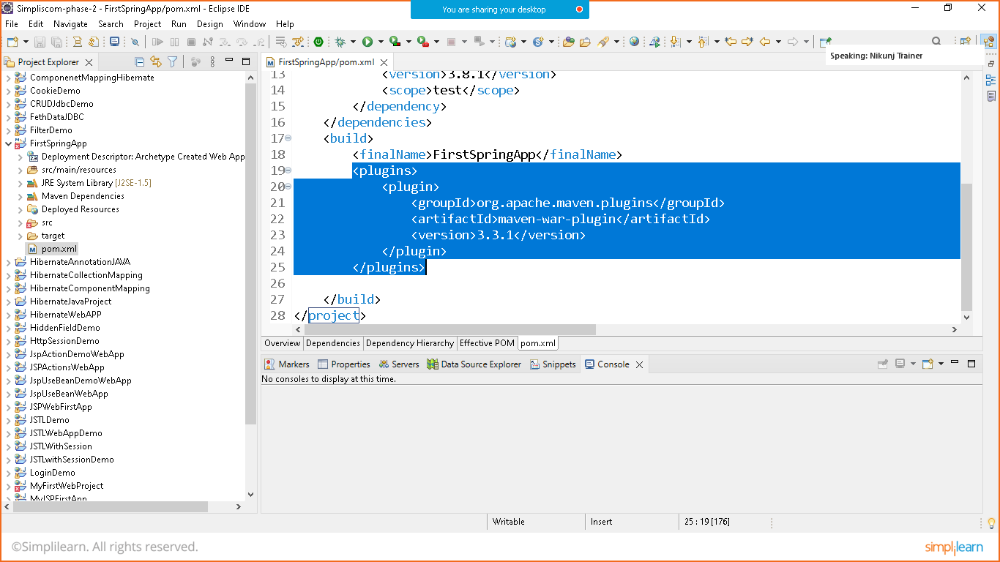 Simpliscom-phase-2 - FirstSpringApp/pom.xml - Eclipse IDE
You are sharing your desktop
File Edit Navigate Search Project Run Design Window Help
Speaking: Nikunj Trainer
Project Explorer
ComponenetMappingHibernate
CookieDemo
CRUDJdbcDemo
FethDataJDBC
FilterDemo
FirstSpringApp
Deployment Descriptor: Archetype Created Web App
src/main/resources
JRE System Library [J2SE-1.5]
Maven Dependencies
Deployed Resources
src
target
pom.xml
HibernateAnnotationJAVA
HibernateCollectionMapping
HibernateComponentMapping
HibernateJavaProject
HibernateWebAPP
HiddenFieldDemo
HttpSessionDemo
JspActionDemoWebApp
JSPActionsWebApp
JspUseBeanDemoWebApp
JspUseBeanWebApp
JSPWebFirstApp
JSTLDemo
JSTLWebAppDemo
JSTLWithSession
JSTLwithSessionDemo
LoginDemo
MyFirstWebProject
MyJSPFirstApp
FirstSpringApp/pom.xml
13 <version>3.8.1</version>
14 <scope>test</scope>
15 </dependency>
16 </dependencies>
17 <build>
18 <finalName>FirstSpringApp</finalName>
19 <plugins>
20 <plugin>
21 <groupId>org.apache.maven.plugins</groupId>
22 <artifactId>maven-war-plugin</artifactId>
23 <version>3.3.1</version>
24 </plugin>
25 </plugins>
26
27 </build>
28 </project>
Overview Dependencies Dependency Hierarchy Effective POM pom.xml
Markers Properties Servers Data Source Explorer Snippets Console
No consoles to display at this time.
Writable Insert 25 : 19 [176]
©Simplilearn. All rights reserved.
simplilearn